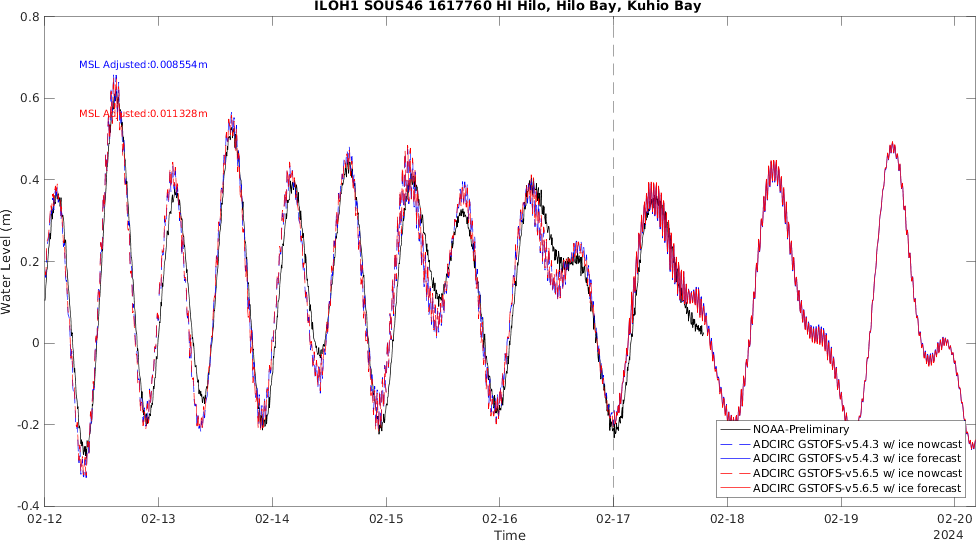 ILOH1 SOUS46 1617760 HI Hilo, Hilo Bay, Kuhio Bay
0.8
0.6
0.4
0.2
0
-0.2
-0.4
Water Level (m)
MSL Adjusted:0.008554m
MSL Adjusted:0.011328m
NOAA-Preliminary
ADCIRC GSTOFS-v5.4.3 w/ ice nowcast
ADCIRC GSTOFS-v5.4.3 w/ ice forecast
ADCIRC GSTOFS-v5.6.5 w/ ice nowcast
ADCIRC GSTOFS-v5.6.5 w/ ice forecast
02-12 02-13 02-14 02-15 02-16 02-17 02-18 02-19 02-20
Time 2024